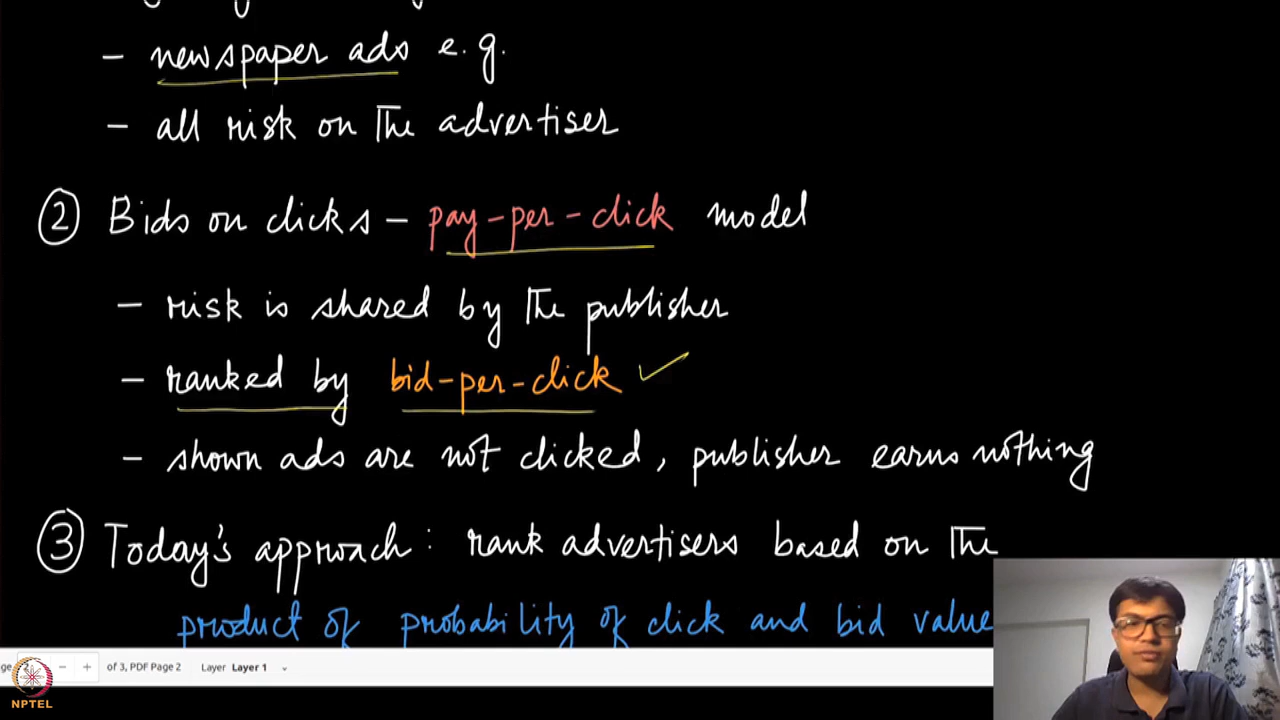 - newspaper ads e.g.
- all risk on the advertiser
② Bids on clicks – pay-per-click model
- risk is shared by the publisher
- ranked by bid-per-click ✓
- shown ads are not clicked, publisher earns nothing
③ Today's approach: rank advertisers based on the
product of probability of click and bid value
ge 2 − + of 3, PDF Page 2 Layer Layer 1
NPTEL